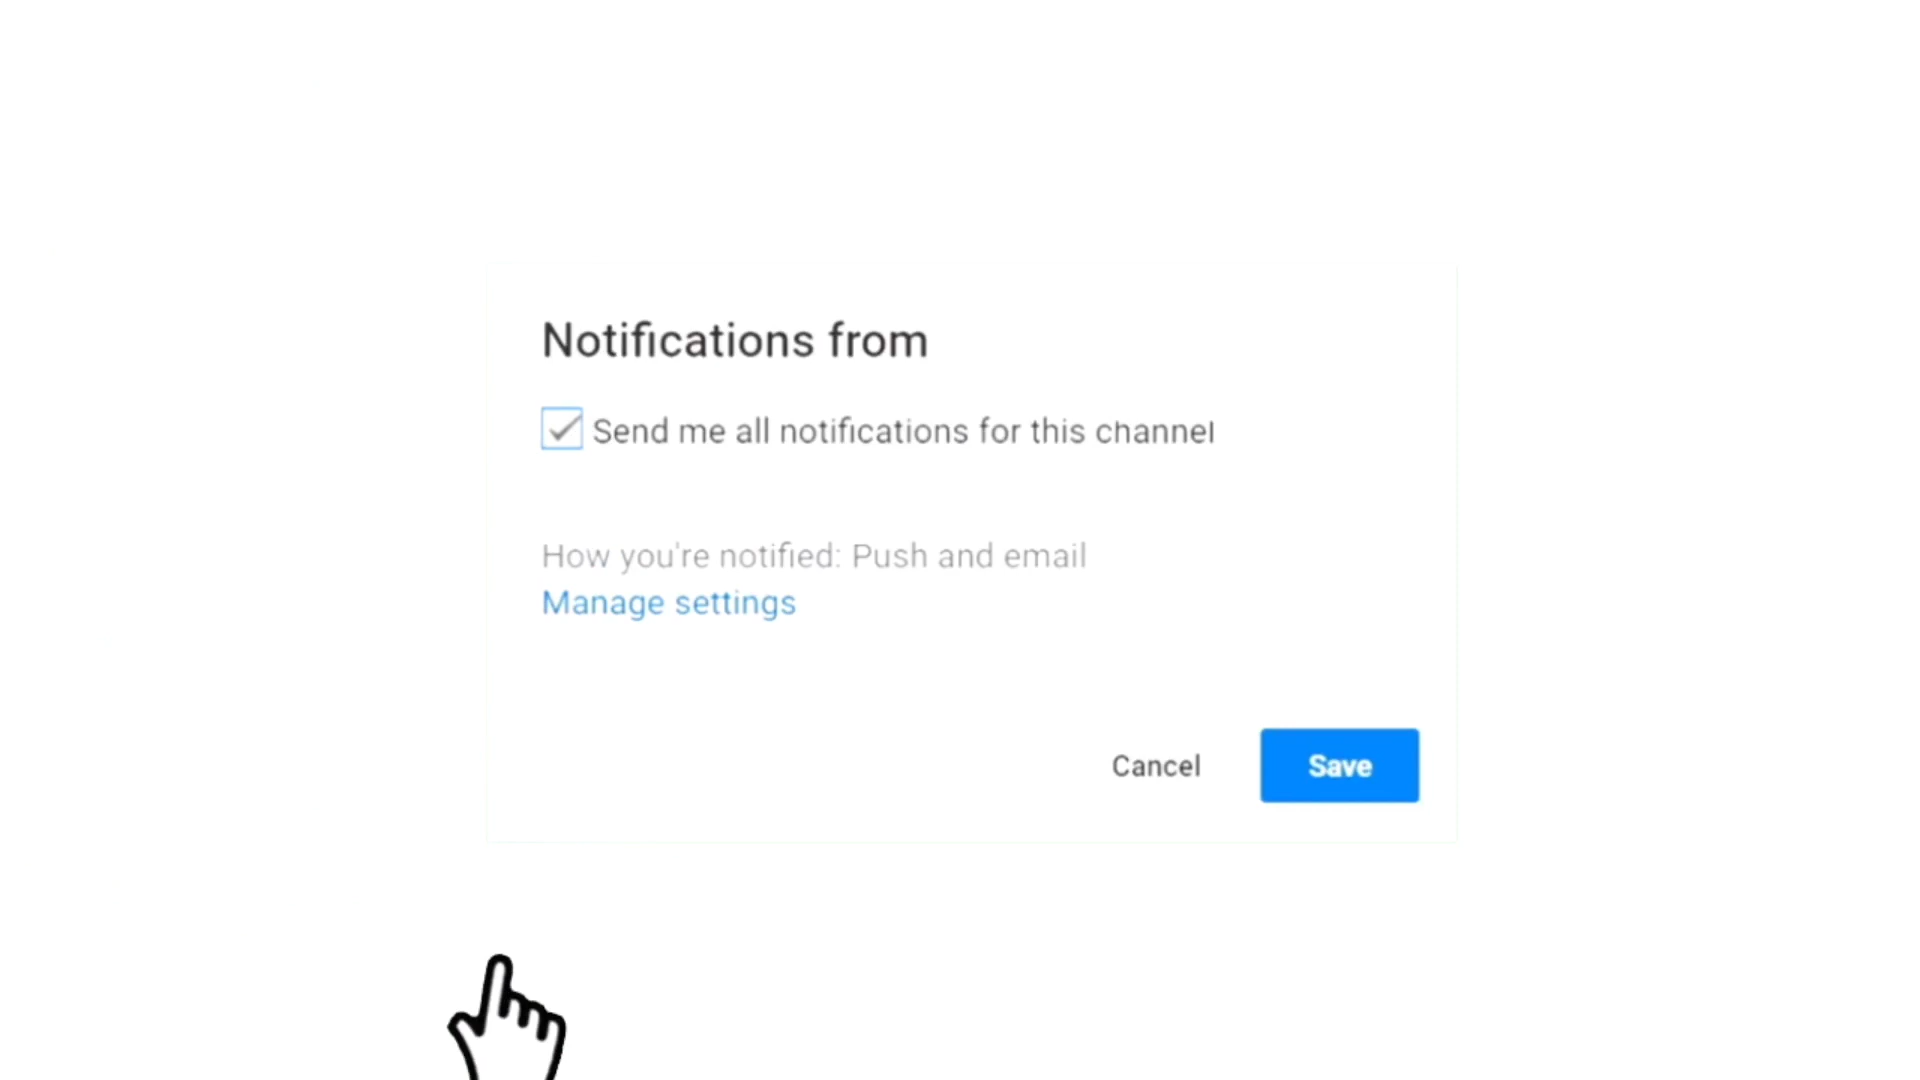 Notifications from
Send me all notifications for this channel
How you're notified: Push and email
Manage settings
Cancel
Save